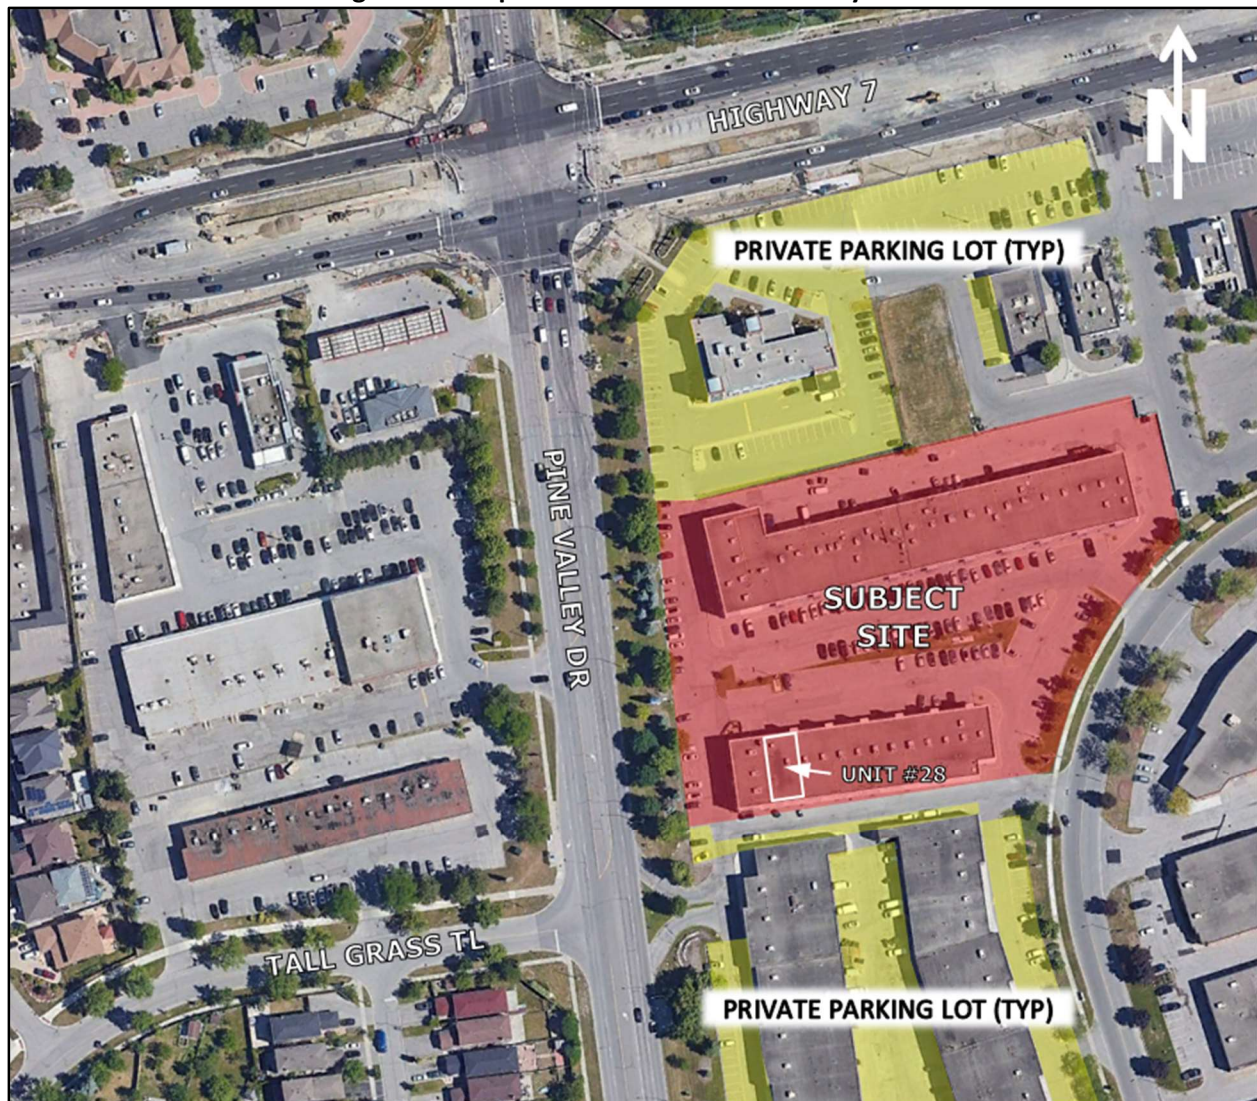 HIGHWAY 7
N
PRIVATE PARKING LOT (TYP)
PINE VALLEY DR
SUBJECT
SITE
UNIT #28
TALL GRASS TL
PRIVATE PARKING LOT (TYP)